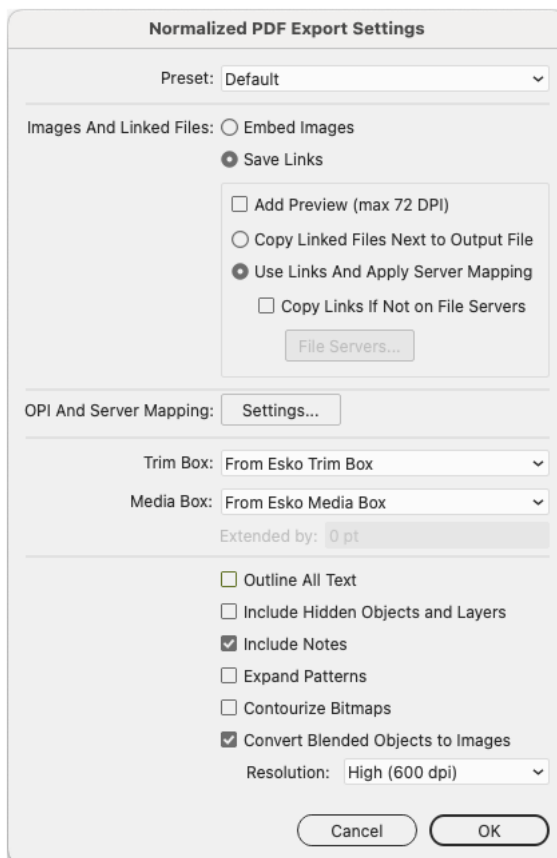 Normalized PDF Export Settings
Preset: Default
Images And Linked Files: Embed Images
Save Links
Add Preview (max 72 DPI)
Copy Linked Files Next to Output File
Use Links And Apply Server Mapping
Copy Links If Not on File Servers
File Servers...
OPI And Server Mapping: Settings...
Trim Box: From Esko Trim Box
Media Box: From Esko Media Box
Extended by: 0 pt
Outline All Text
Include Hidden Objects and Layers
Include Notes
Expand Patterns
Contourize Bitmaps
Convert Blended Objects to Images
Resolution: High (600 dpi)
Cancel OK